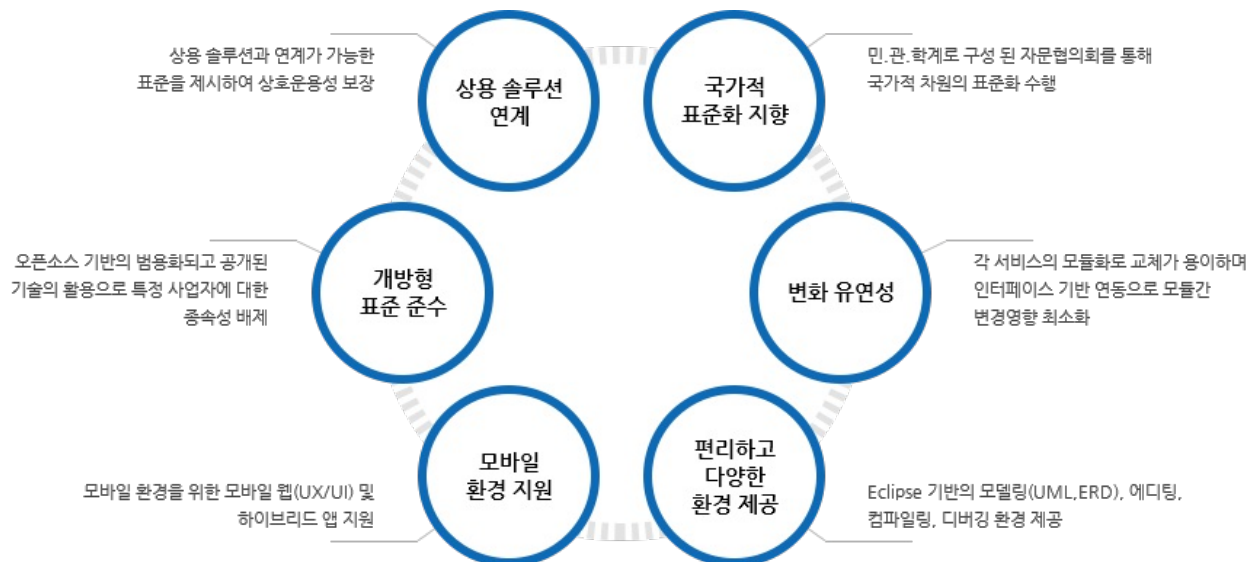 상용 솔루션과 연계가 가능한
표준을 제시하여 상호운용성 보장
상용 솔루션
연계
국가적
표준화 지향
민.관.학계로 구성 된 자문협의회를 통해
국가적 차원의 표준화 수행
오픈소스 기반의 범용화되고 공개된
기술의 활용으로 특정 사업자에 대한
종속성 배제
개방형
표준 준수
변화 유연성
각 서비스의 모듈화로 교체가 용이하며
인터페이스 기반 연동으로 모듈간
변경영향 최소화
모바일 환경을 위한 모바일 웹(UX/UI) 및
하이브리드 앱 지원
모바일
환경 지원
편리하고
다양한
환경 제공
Eclipse 기반의 모델링(UML,ERD), 에디팅,
컴파일링, 디버깅 환경 제공